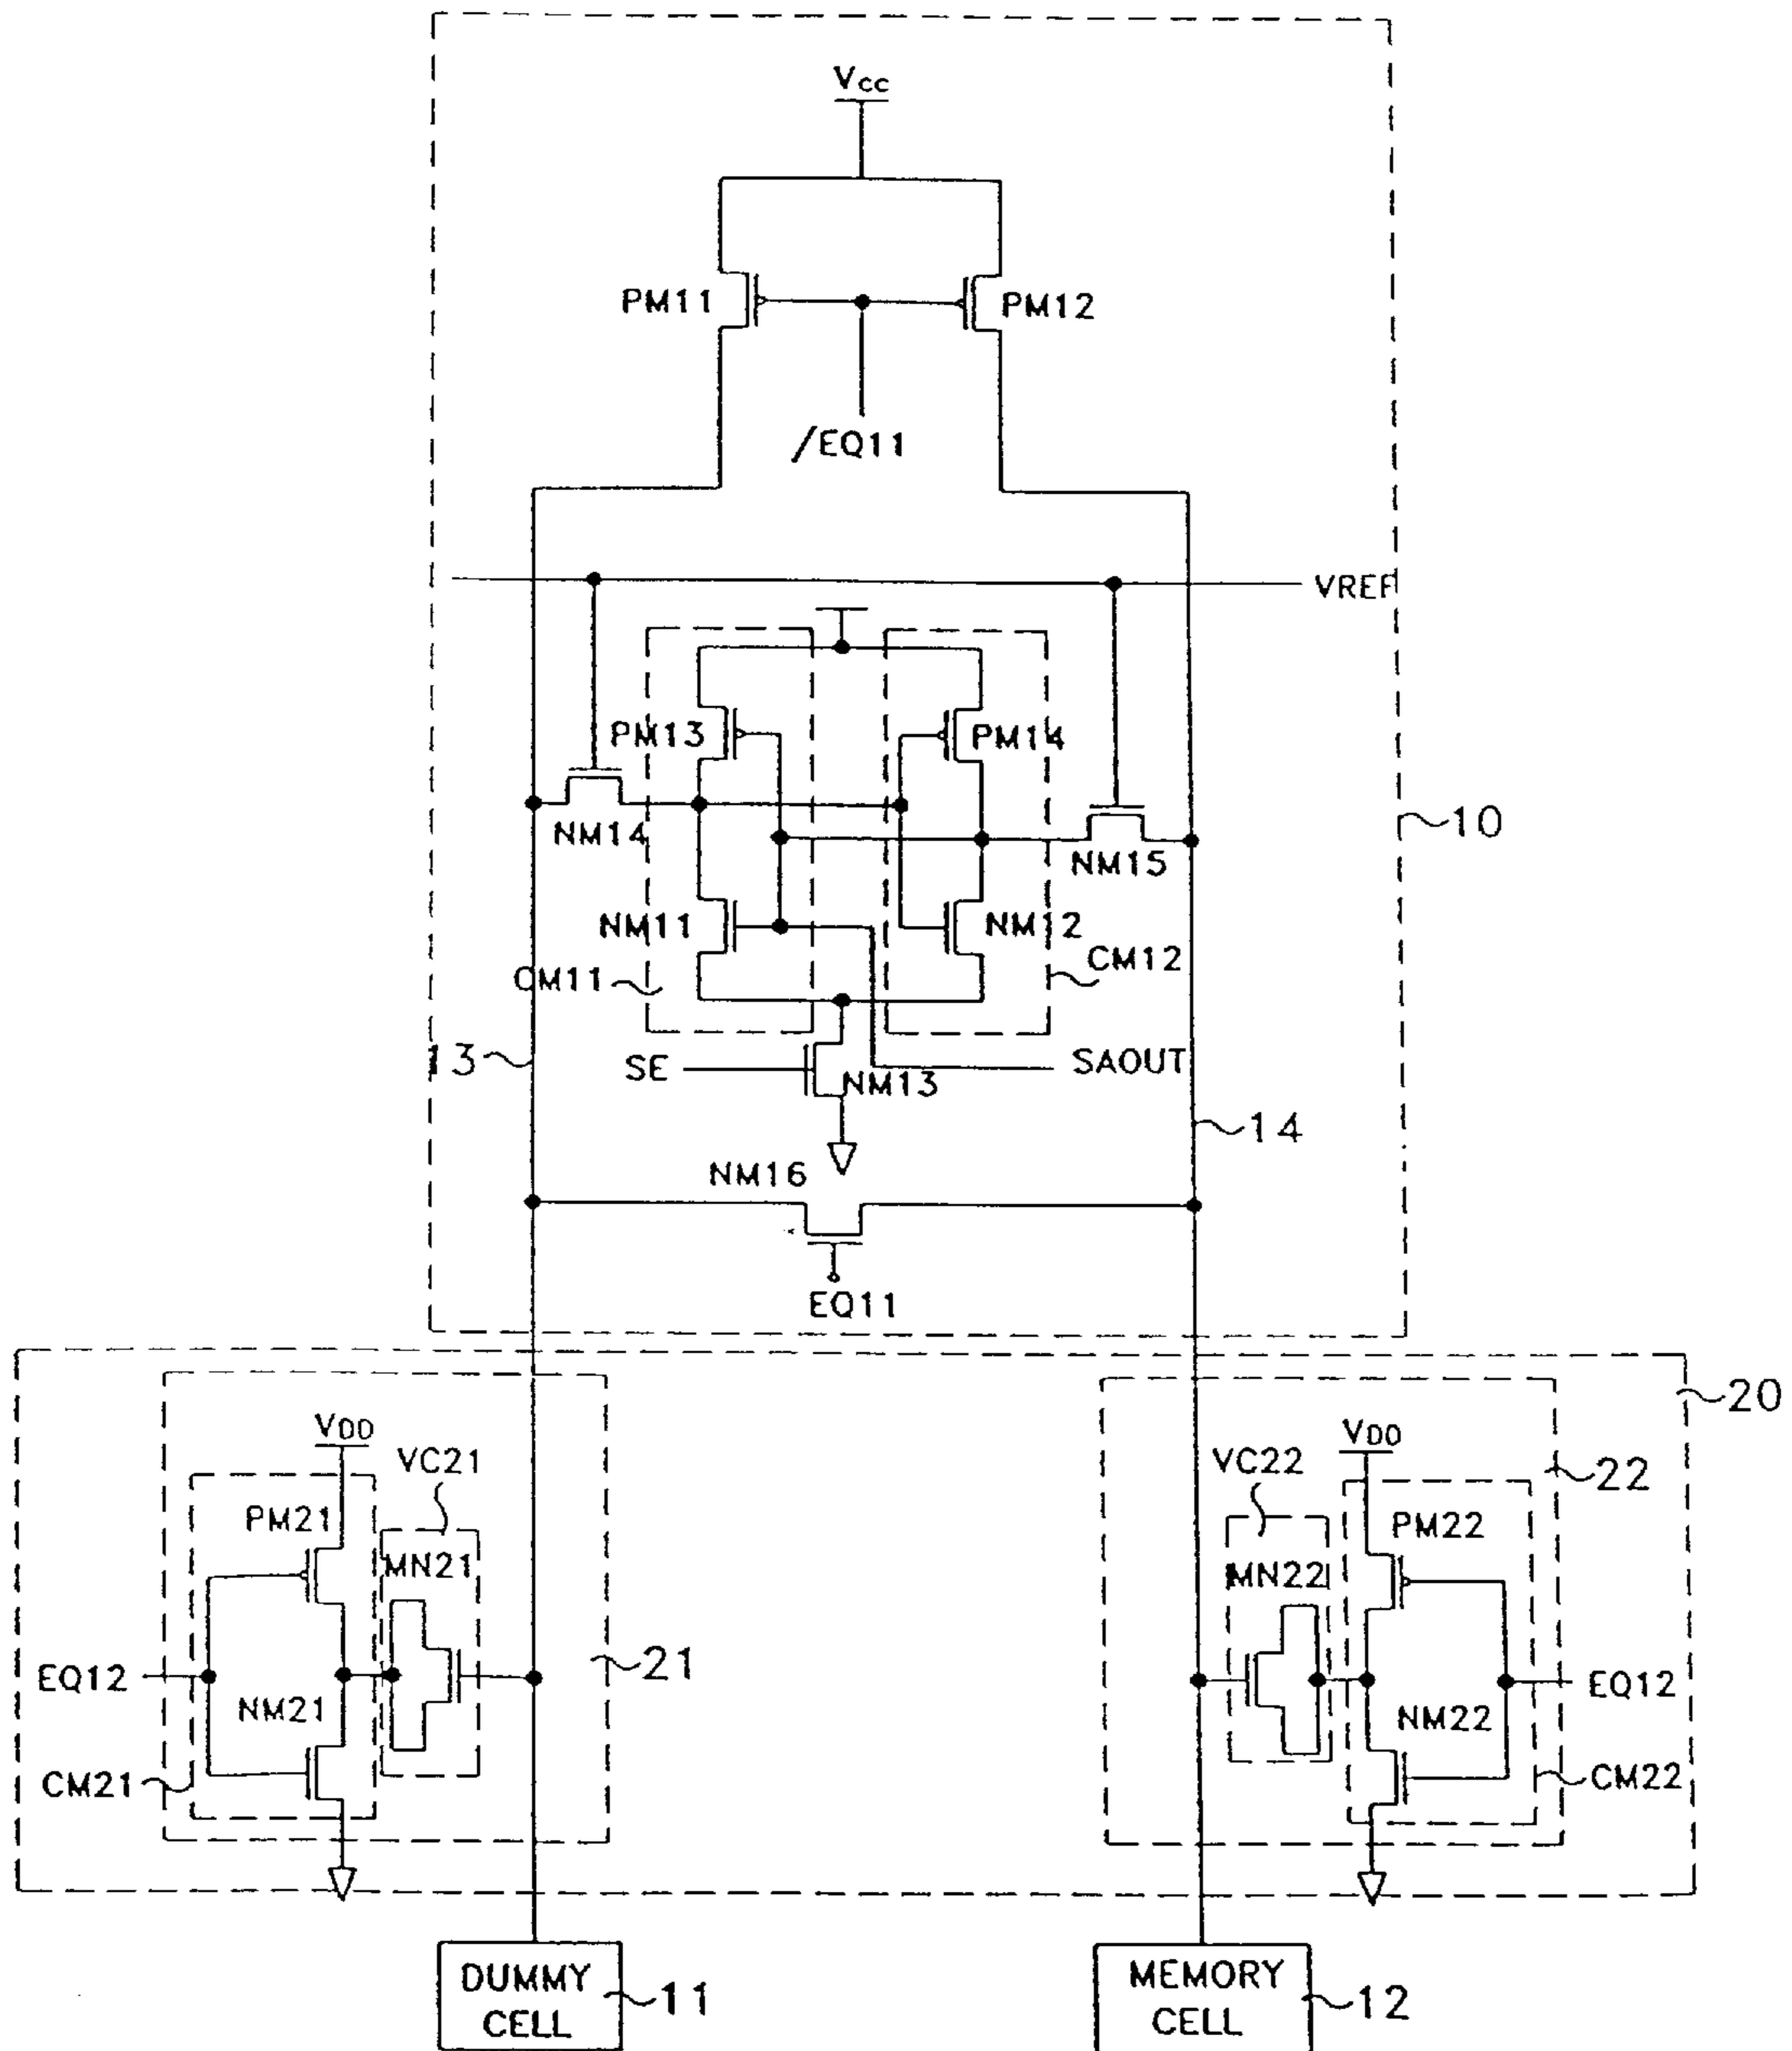 Vcc
PM11
PM12
/EQ11
VREF
PM13
PM14
NM14
NM15
10
NM11
NM12
CM11
CM12
13
SE
NM13
SAOUT
14
NM16
EQ11
20
VDD
VC21
VC22
VDD
22
PM21
MN21
MN22
PM22
EQ12
21
EQ12
NM21
NM22
CM21
CM22
DUMMY
CELL
11
MEMORY
CELL
12